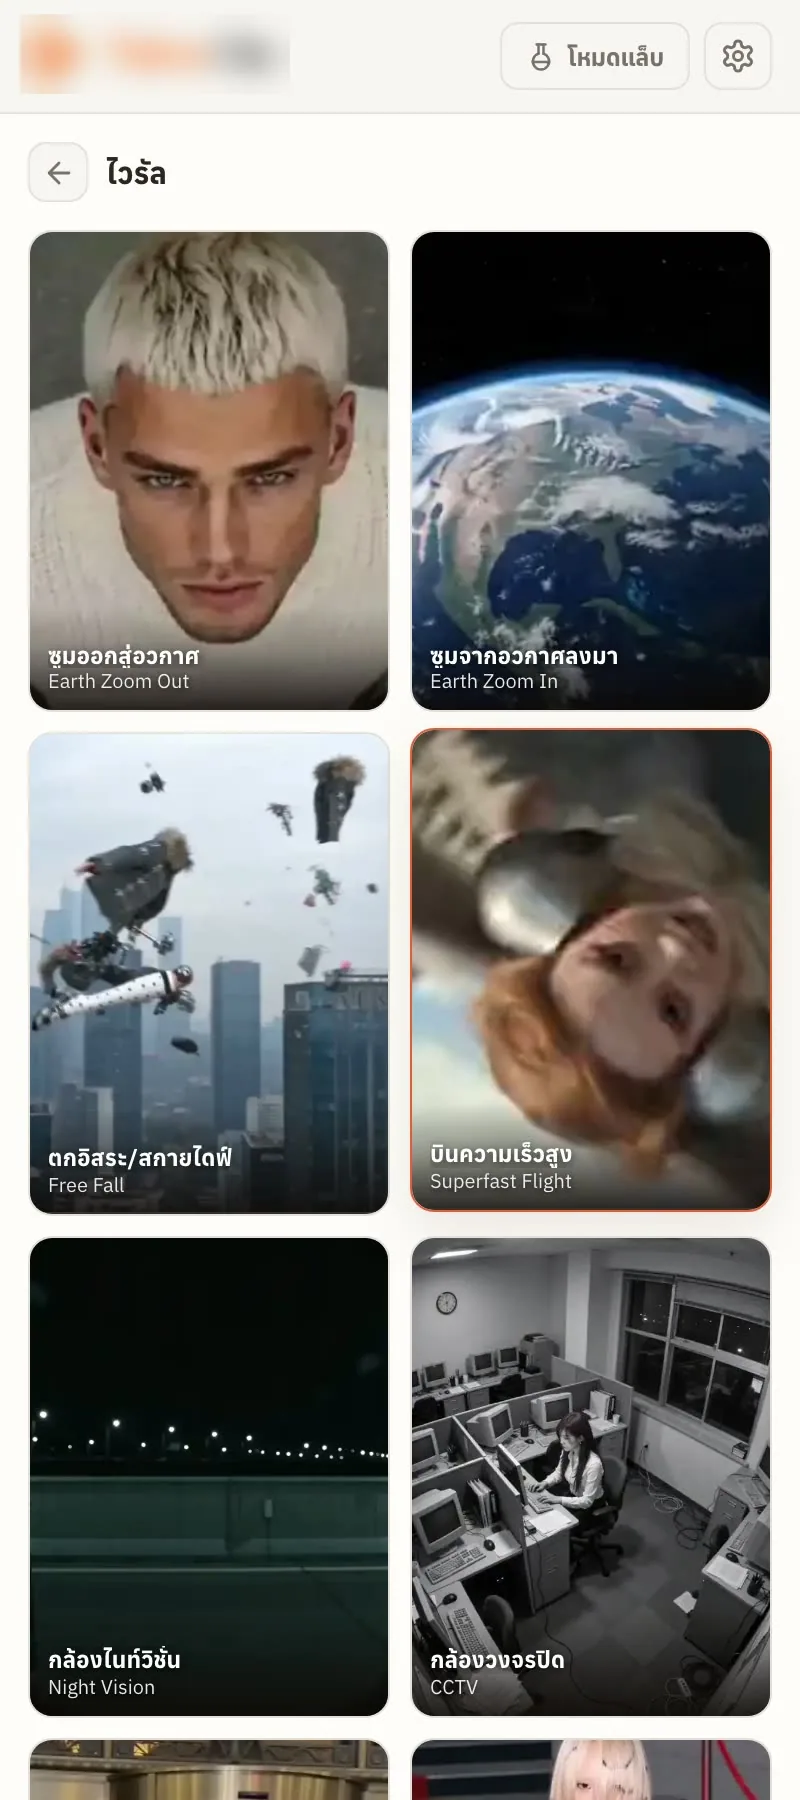 โหมดแล็บ
ไวรัล
ซูมออกสู่อวกาศ
Earth Zoom Out
ซูมจากอวกาศลงมา
Earth Zoom In
ตกอิสระ/สกายไดฟ์
Free Fall
บินความเร็วสูง
Superfast Flight
กล้องไนท์วิชั่น
Night Vision
กล้องวงจรปิด
CCTV